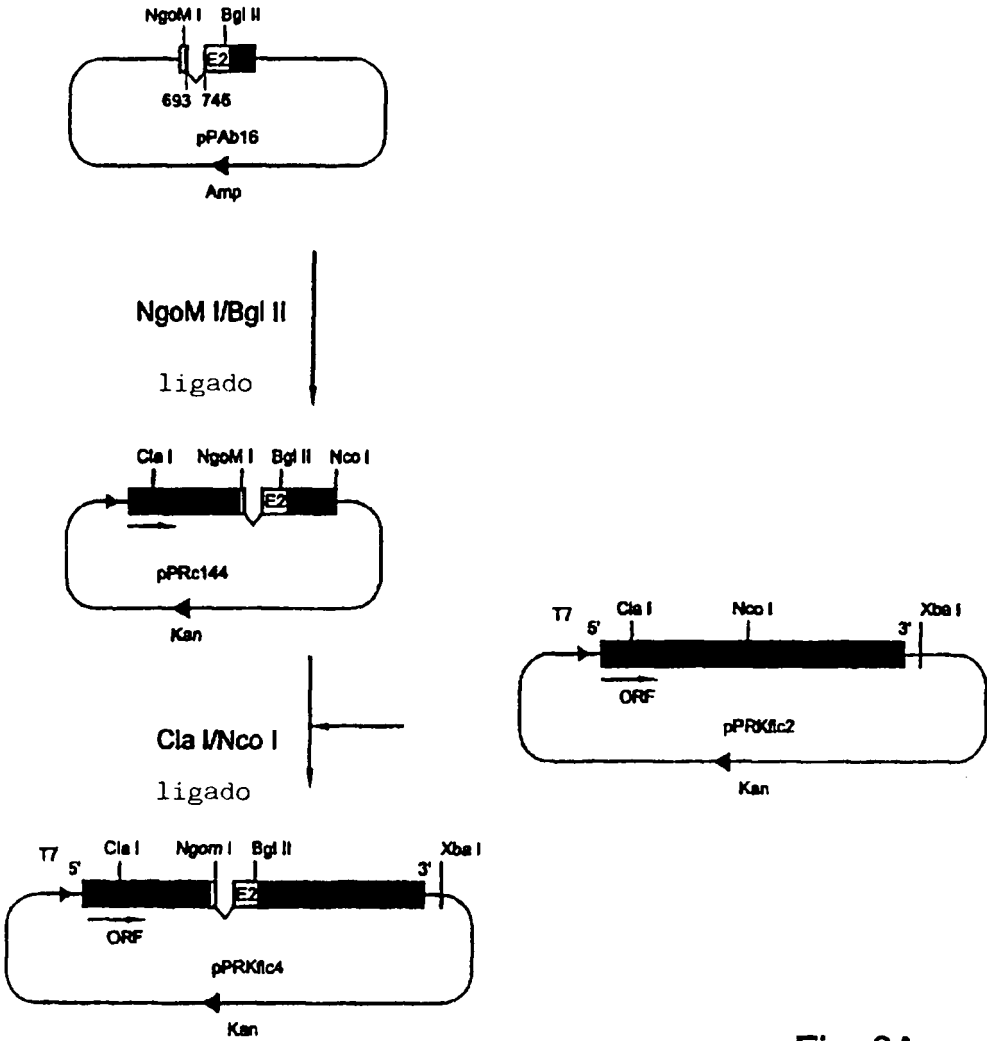 NgoM I Bgl II
E2
693 746
pPAb16
Amp
NgoM I/Bgl II
ligado
Cla I NgoM I Bgl II Nco I
E2
pPRc144
Kan
Cla I/Nco I
ligado
T7 5' Cla I Nco I 3' Xba I
ORF
pPRKflc2
Kan
T7 5' Cla I Ngom I Bgl II 3' Xba I
E2
ORF
pPRKflc4
Kan